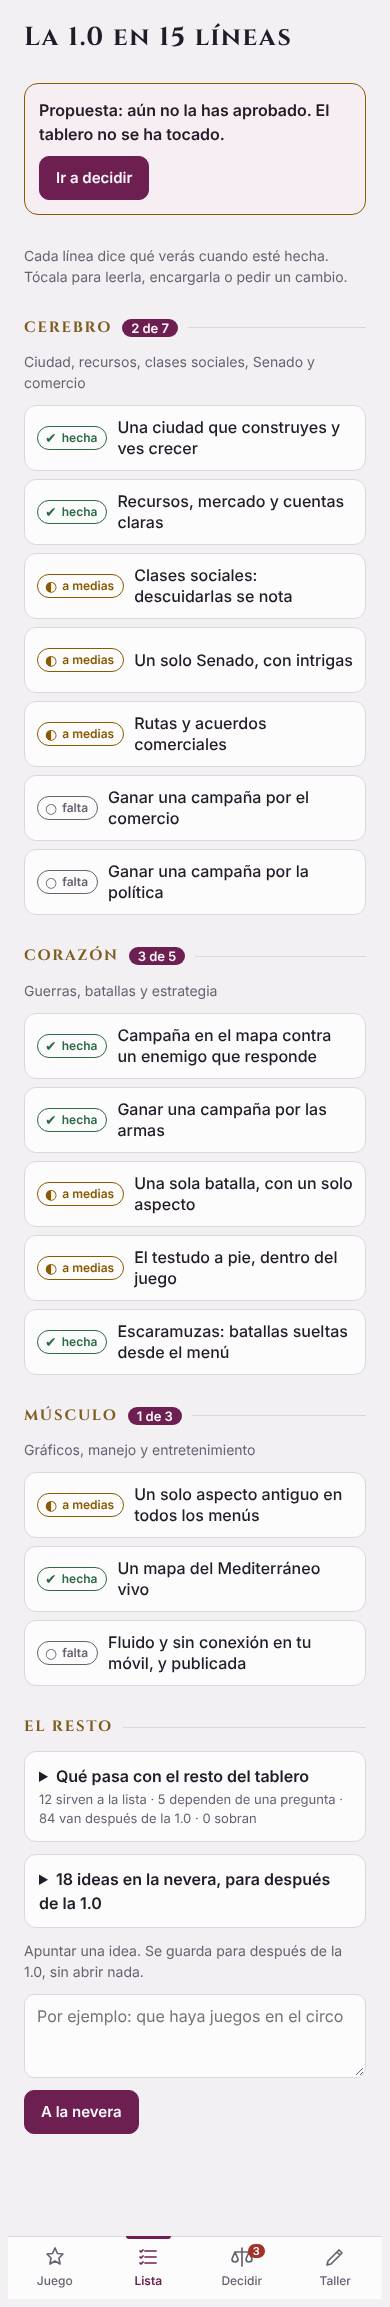 La 1.0 en 15 líneas
Propuesta: aún no la has aprobado. El
tablero no se ha tocado.
Ir a decidir
Cada línea dice qué verás cuando esté hecha.
Tócala para leerla, encargarla o pedir un cambio.
CEREBRO 2 de 7
Ciudad, recursos, clases sociales, Senado y
comercio
✔ hecha Una ciudad que construyes y
ves crecer
✔ hecha Recursos, mercado y cuentas
claras
◐ a medias Clases sociales:
descuidarlas se nota
◐ a medias Un solo Senado, con intrigas
◐ a medias Rutas y acuerdos
comerciales
○ falta Ganar una campaña por el
comercio
○ falta Ganar una campaña por la
política
CORAZÓN 3 de 5
Guerras, batallas y estrategia
✔ hecha Campaña en el mapa contra
un enemigo que responde
✔ hecha Ganar una campaña por las
armas
◐ a medias Una sola batalla, con un solo
aspecto
◐ a medias El testudo a pie, dentro del
juego
✔ hecha Escaramuzas: batallas sueltas
desde el menú
MÚSCULO 1 de 3
Gráficos, manejo y entretenimiento
◐ a medias Un solo aspecto antiguo en
todos los menús
✔ hecha Un mapa del Mediterráneo
vivo
○ falta Fluido y sin conexión en tu
móvil, y publicada
EL RESTO
▶ Qué pasa con el resto del tablero
12 sirven a la lista · 5 dependen de una pregunta ·
84 van después de la 1.0 · 0 sobran
▶ 18 ideas en la nevera, para después
de la 1.0
Apuntar una idea. Se guarda para después de la
1.0, sin abrir nada.
Por ejemplo: que haya juegos en el circo
A la nevera
3
Juego Lista Decidir Taller